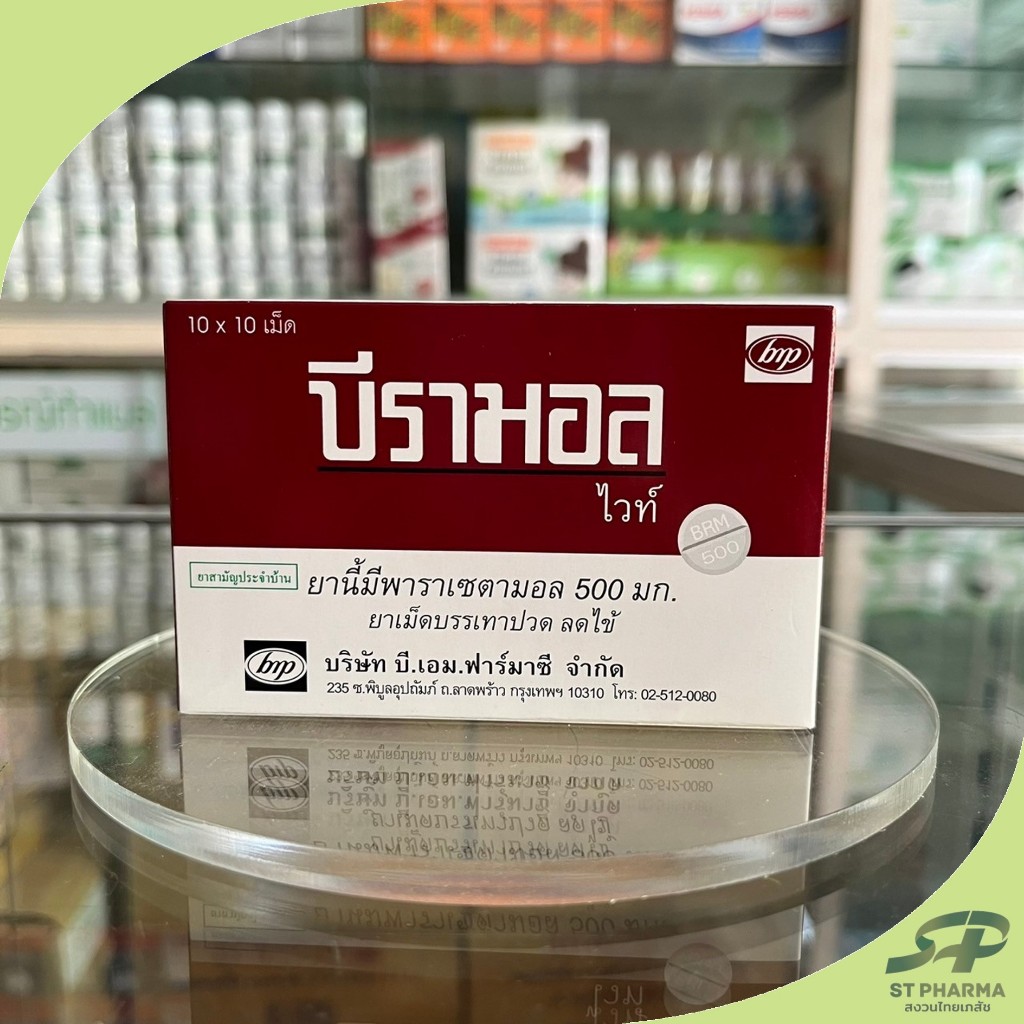 10 x 10 เม็ด
bmp
บีรามอล
ไวท์
BRM
500
ยาสามัญประจำบ้าน
ยานี้มีพาราเซตามอล 500 มก.
ยาเม็ดบรรเทาปวด ลดไข้
bmp
บริษัท บี.เอม.ฟาร์มาซี จำกัด
235 ซ.พิบูลอุปถัมภ์ ถ.ลาดพร้าว กรุงเทพฯ 10310 โทร: 02-512-0080
SP
ST PHARMA
สงวนไทยเภสัช